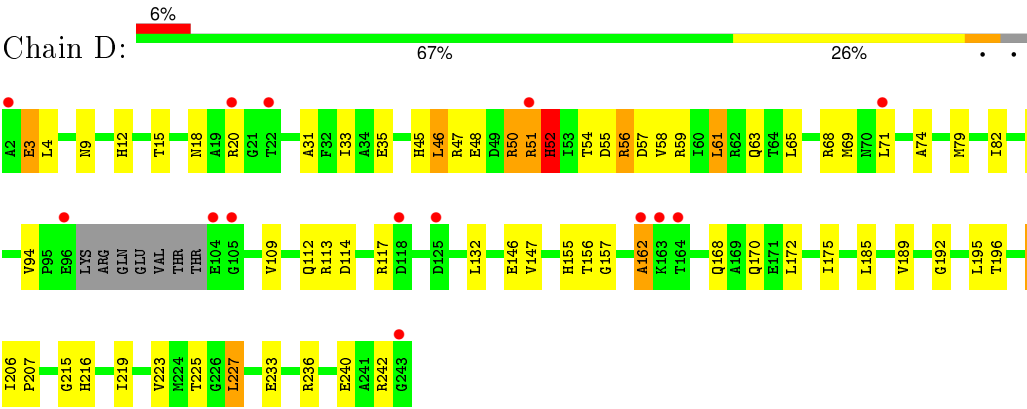 6%
Chain D:
67% 26% • •
A2 E3 L4 N9 H12 T15 N18 A19 R20 G21 T22 A31 F32 I33 A34 E35 H45 L46 R47 E48 D49 R50 R51 H52 I53 T54 D55 R56 D57 V58 R59 I60 L61 R62 Q63 T64 L65 R68 M69 N70 L71 A74 M79 I82
V94 P95 E96 LYS ARG GLN GLU VAL THR THR E104 G105 V109 Q112 R113 D114 R117 D118 D125 L132 E146 V147 H155 T156 G157 A162 K163 T164 Q168 A169 Q170 E171 L172 I175 L185 V189 G192 L195 T196
I206 P207 G215 H216 I219 V223 M224 T225 G226 L227 E233 R236 E240 A241 R242 G243